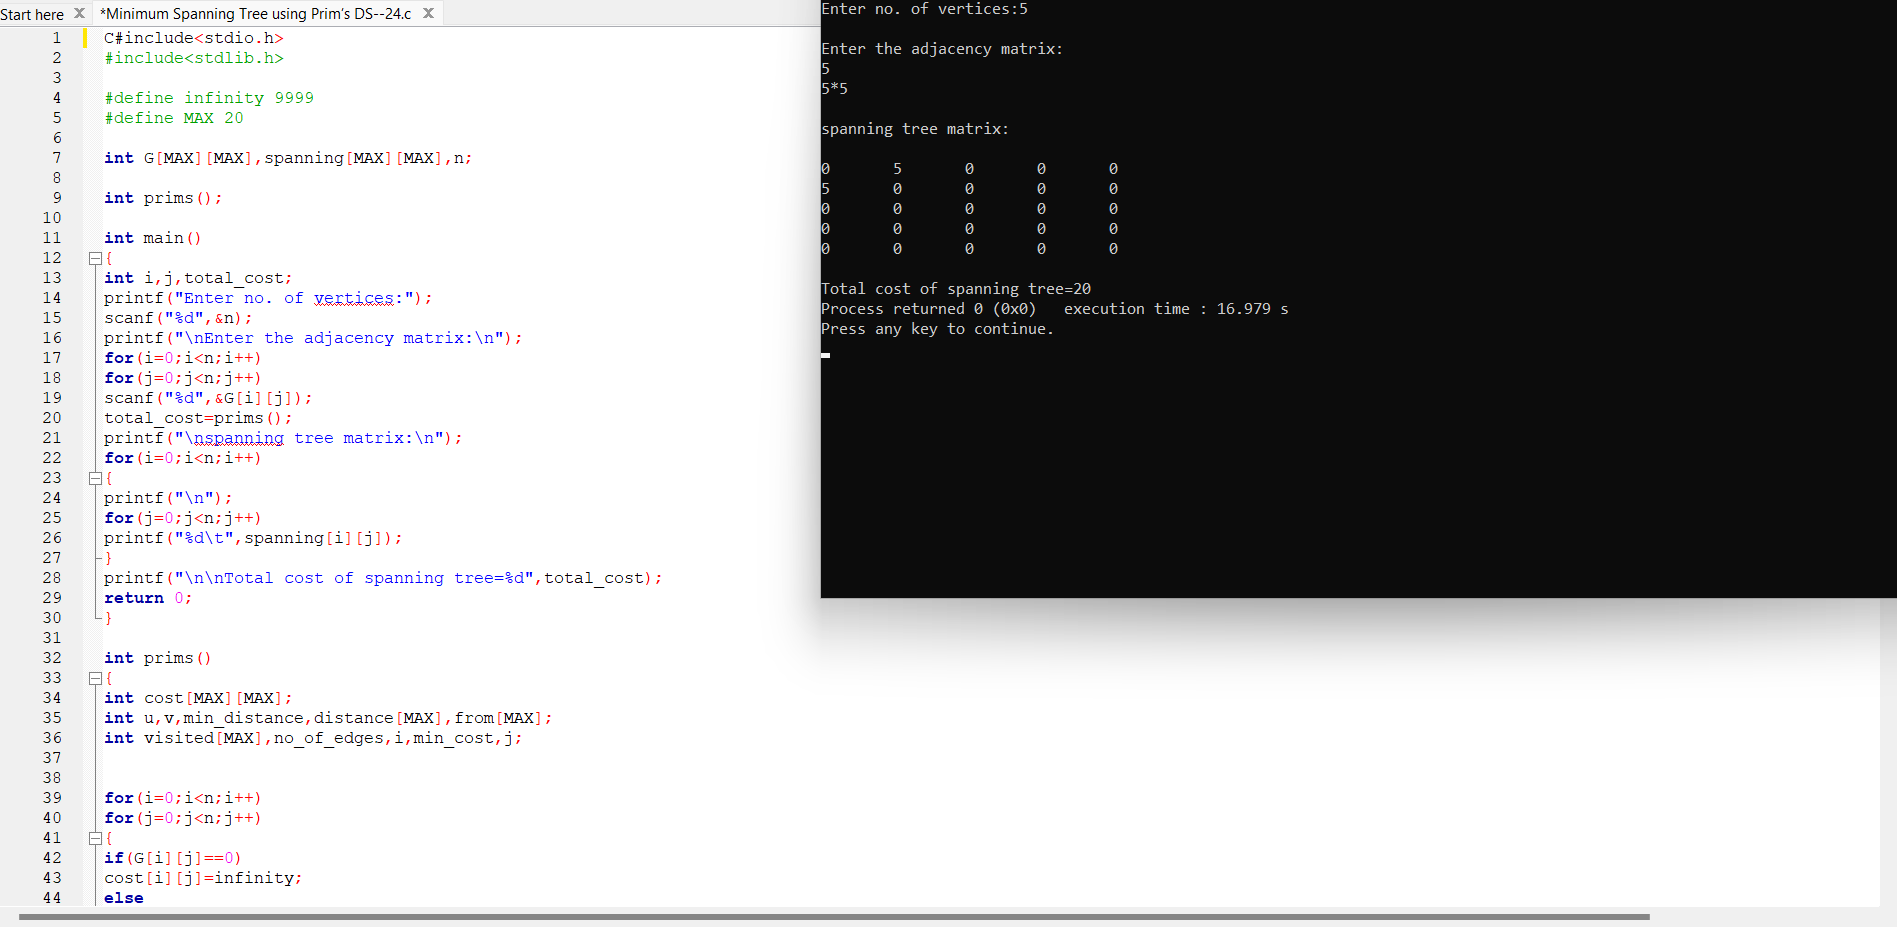 Start here X *Minimum Spanning Tree using Prim's DS--24.c X
1 C#include<stdio.h>
2 #include<stdlib.h>
3
4 #define infinity 9999
5 #define MAX 20
6
7 int G[MAX][MAX],spanning[MAX][MAX],n;
8
9 int prims();
10
11 int main()
12 {
13 int i,j,total_cost;
14 printf("Enter no. of vertices:");
15 scanf("%d",&n);
16 printf("\nEnter the adjacency matrix:\n");
17 for(i=0;i<n;i++)
18 for(j=0;j<n;j++)
19 scanf("%d",&G[i][j]);
20 total_cost=prims();
21 printf("\nspanning tree matrix:\n");
22 for(i=0;i<n;i++)
23 {
24 printf("\n");
25 for(j=0;j<n;j++)
26 printf("%d\t",spanning[i][j]);
27 }
28 printf("\n\nTotal cost of spanning tree=%d",total_cost);
29 return 0;
30 }
31
32 int prims()
33 {
34 int cost[MAX][MAX];
35 int u,v,min_distance,distance[MAX],from[MAX];
36 int visited[MAX],no_of_edges,i,min_cost,j;
37
38
39 for(i=0;i<n;i++)
40 for(j=0;j<n;j++)
41 {
42 if(G[i][j]==0)
43 cost[i][j]=infinity;
44 else
Enter no. of vertices:5
Enter the adjacency matrix:
5
5*5
spanning tree matrix:
0 5 0 0 0
5 0 0 0 0
0 0 0 0 0
0 0 0 0 0
0 0 0 0 0
Total cost of spanning tree=20
Process returned 0 (0x0) execution time : 16.979 s
Press any key to continue.